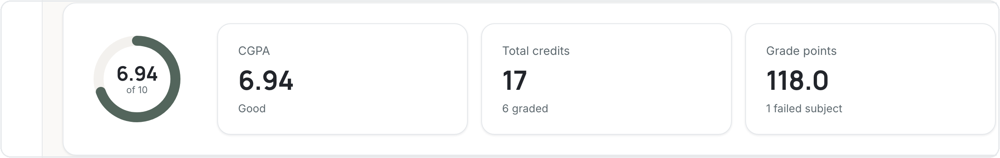 6.94
of 10
CGPA
6.94
Good
Total credits
17
6 graded
Grade points
118.0
1 failed subject